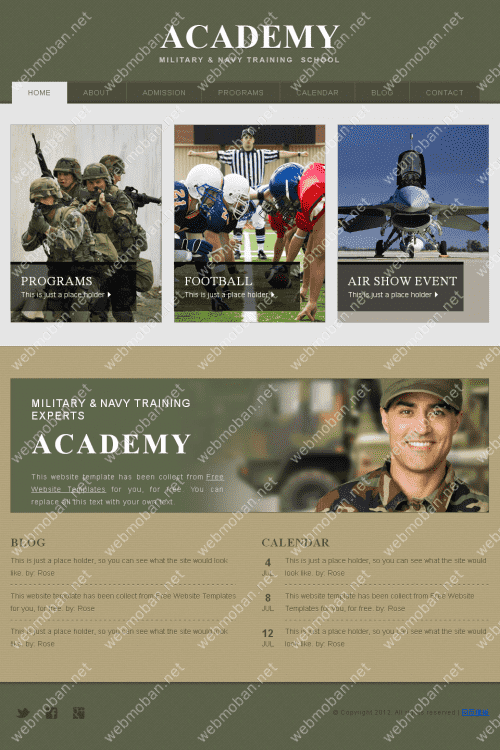 ACADEMY
MILITARY & NAVY TRAINING SCHOOL
HOME
ABOUT
ADMISSION
PROGRAMS
CALENDAR
BLOG
CONTACT
PROGRAMS
This is just a place holder
FOOTBALL
This is just a place holder
AIR SHOW EVENT
This is just a place holder
MILITARY & NAVY TRAINING
EXPERTS
ACADEMY
This website template has been collect from Free
Website Templates for you, for free. You can
replace all this text with your own text.
BLOG
This is just a place holder, so you can see what the site would look
like. by: Rose
This website template has been collect from Free Website Templates
for you, for free. by: Rose
This is just a place holder, so you can see what the site would look
like. by: Rose
CALENDAR
4
JUL
This is just a place holder, so you can see what the site would
look like. by: Rose
8
JUL
This website template has been collect from Free Website
Templates for you, for free. by: Rose
12
JUL
This is just a place holder, so you can see what the site would
look like. by: Rose
© Copyright 2012. All rights reserved |
webmoban.net